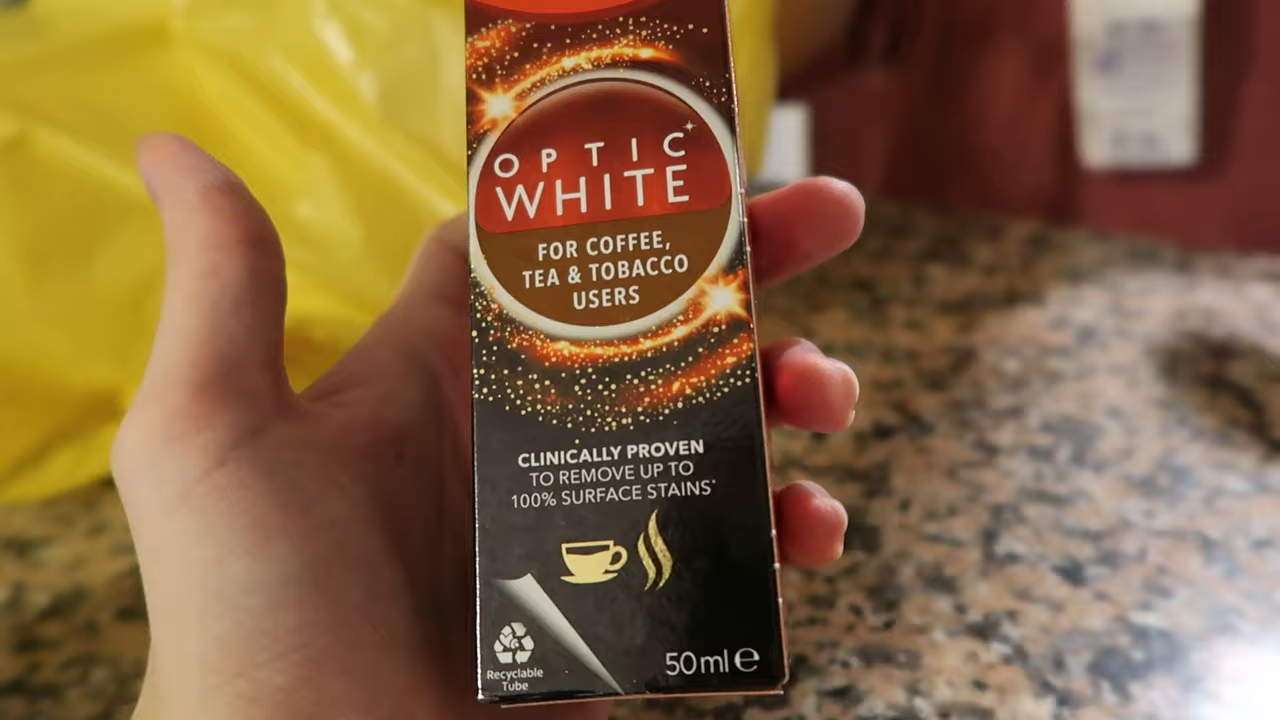 OPTIC
WHITE
FOR COFFEE,
TEA & TOBACCO
USERS
CLINICALLY PROVEN
TO REMOVE UP TO
100% SURFACE STAINS*
Recyclable
Tube
50ml e